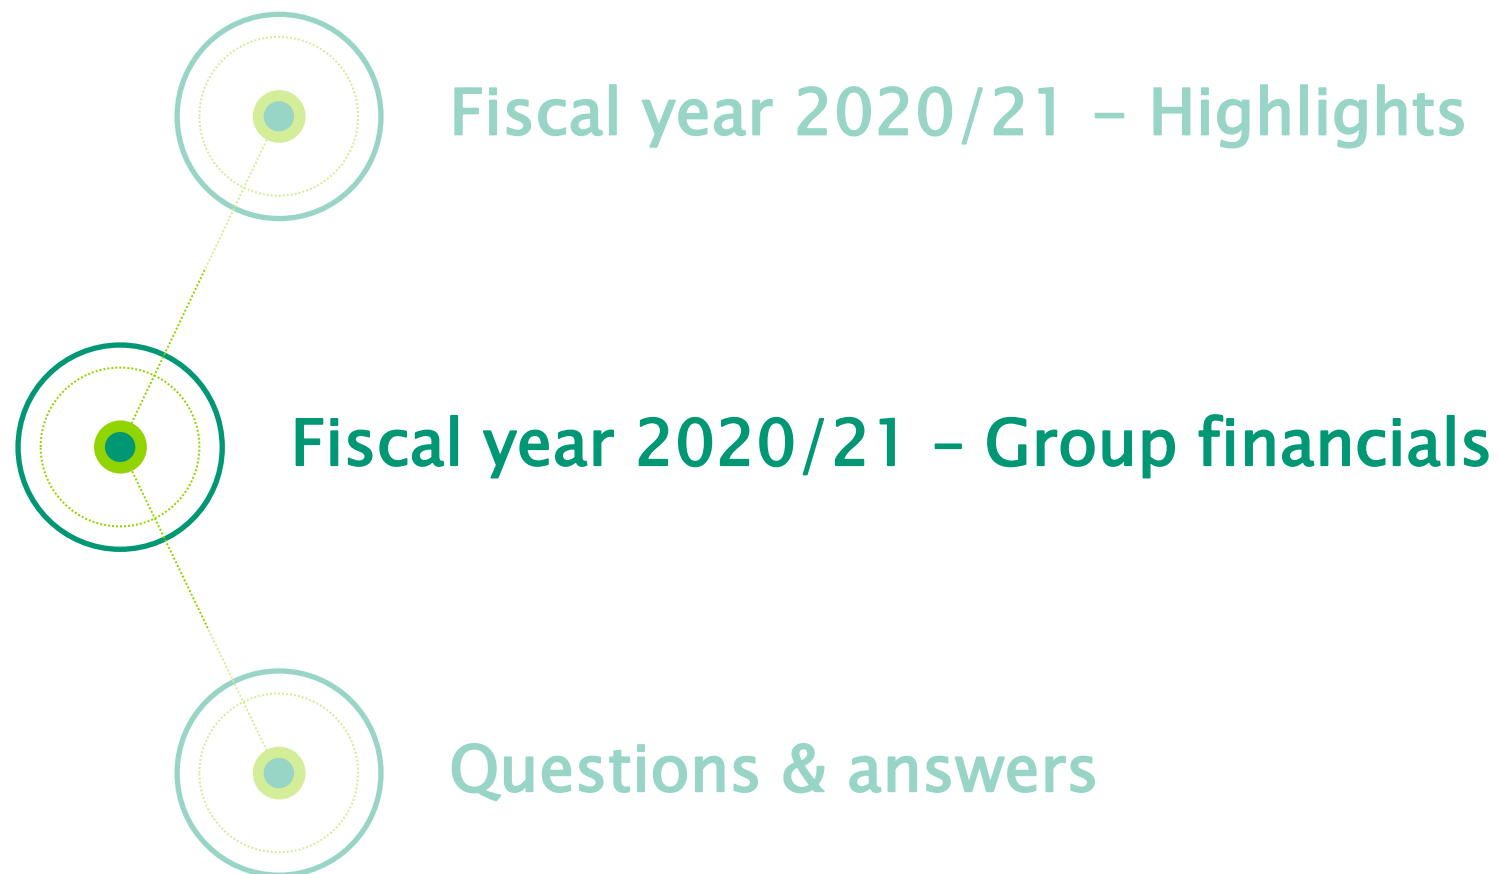 Fiscal year 2020/21 – Highlights
Fiscal year 2020/21 – Group financials
Questions & answers